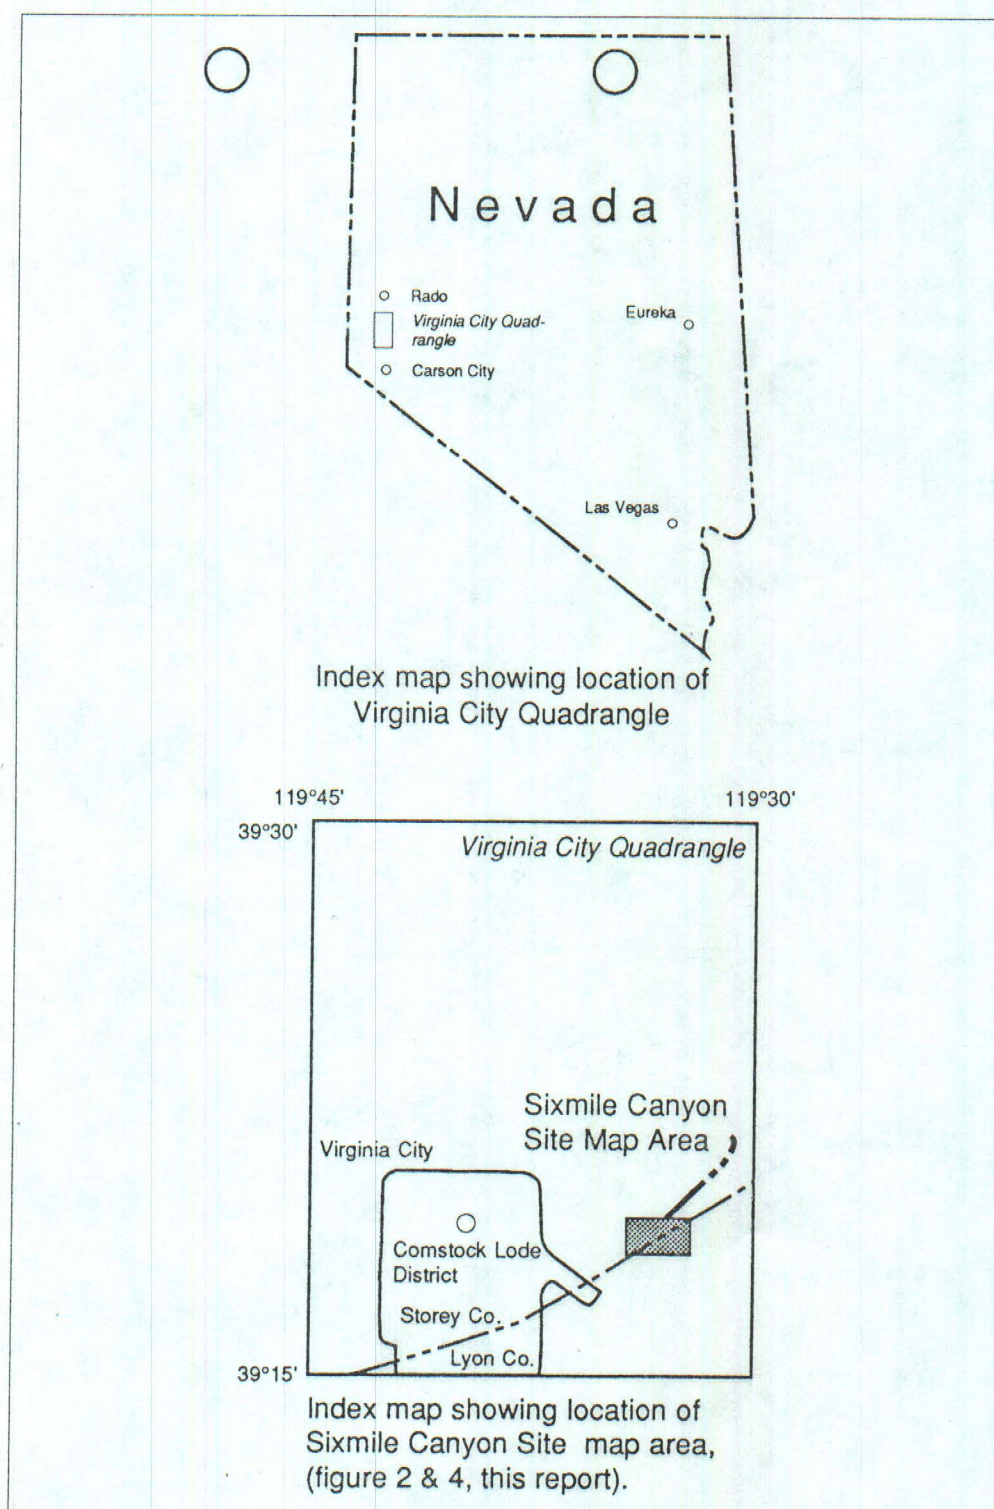 Nevada
Rado
Virginia City Quad-
rangle
Eureka
Carson City
Las Vegas
Index map showing location of
Virginia City Quadrangle
119°45'
119°30'
39°30'
Virginia City Quadrangle
Sixmile Canyon
Site Map Area
Virginia City
Comstock Lode
District
Storey Co.
Lyon Co.
39°15'
Index map showing location of
Sixmile Canyon Site map area,
(figure 2 & 4, this report).